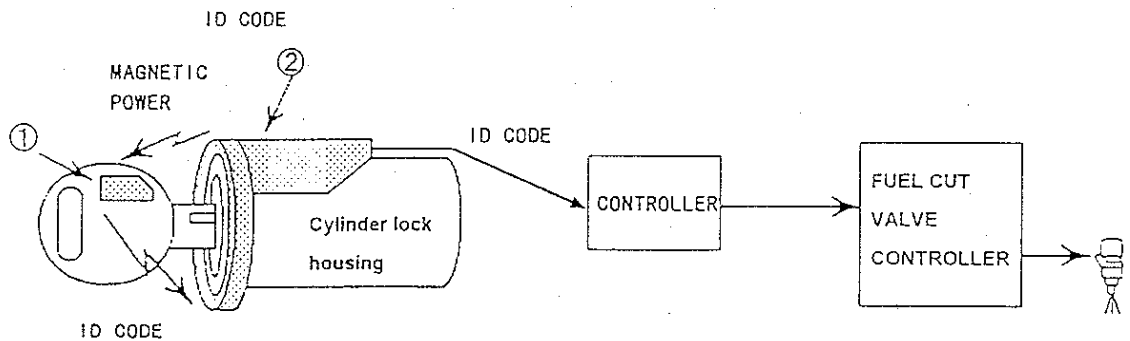 ID CODE
②
MAGNETIC
POWER
①
ID CODE
CONTROLLER
FUEL CUT
VALVE
CONTROLLER
Cylinder lock
housing
ID CODE